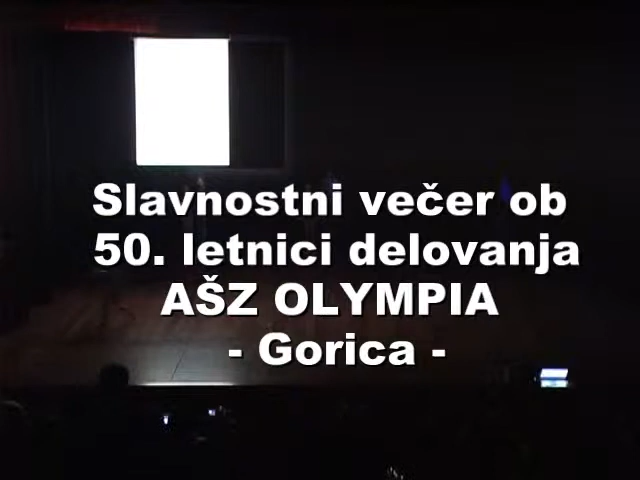 Slavnostni večer ob
50. letnici delovanja
AŠZ OLYMPIA
- Gorica -